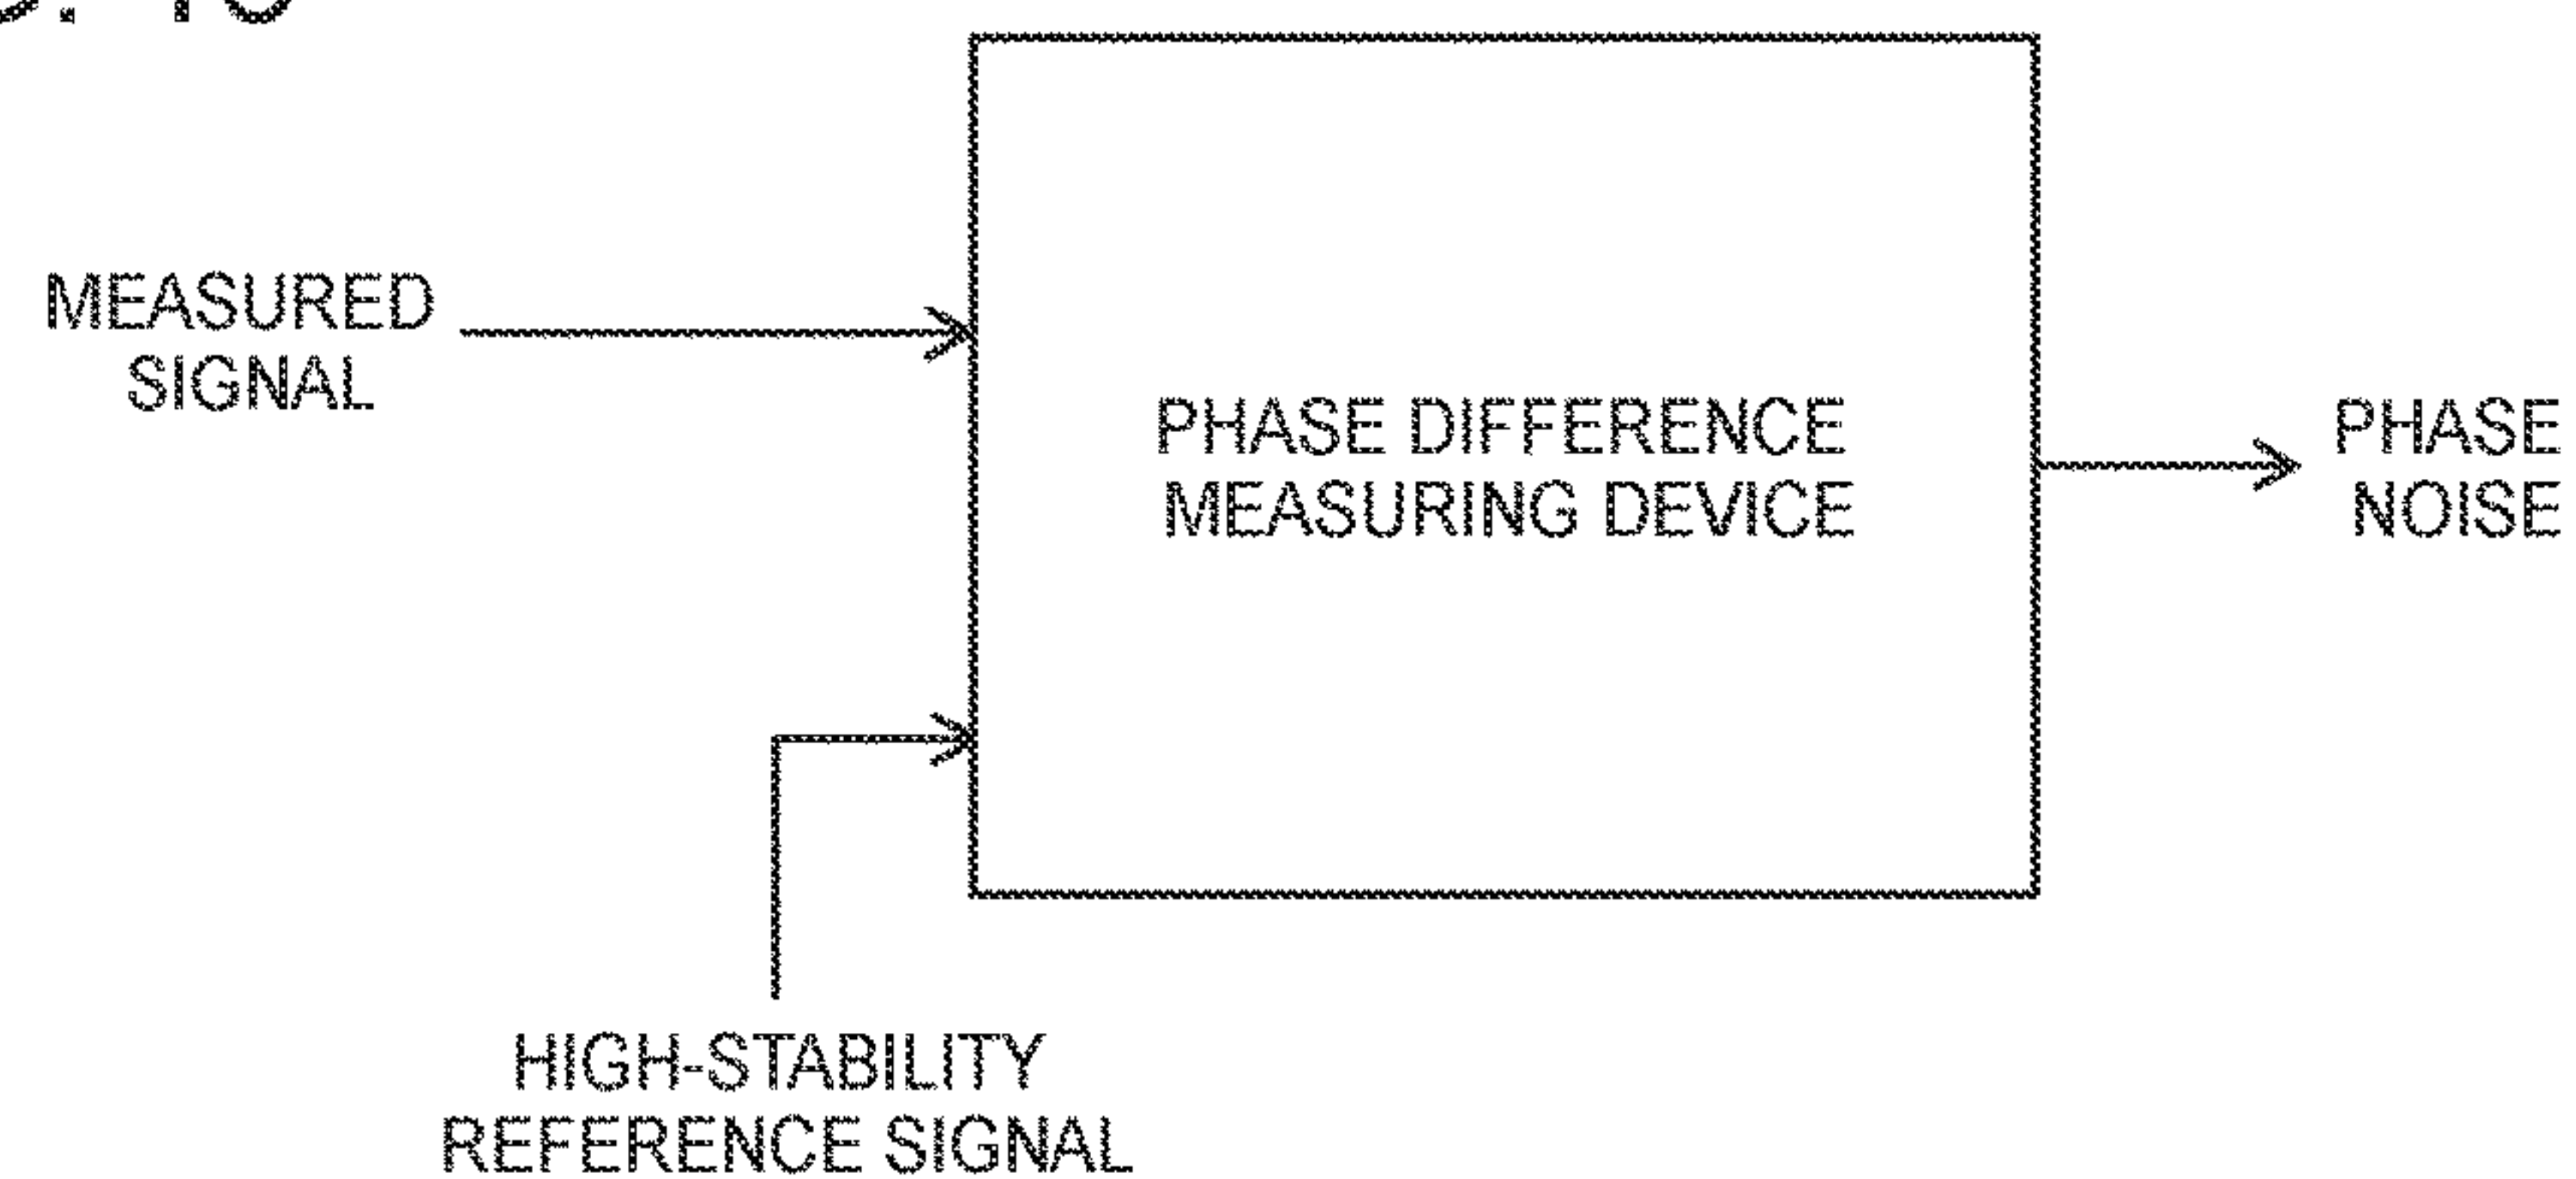 MEASURED
SIGNAL
PHASE DIFFERENCE
MEASURING DEVICE
PHASE
NOISE
HIGH-STABILITY
REFERENCE SIGNAL